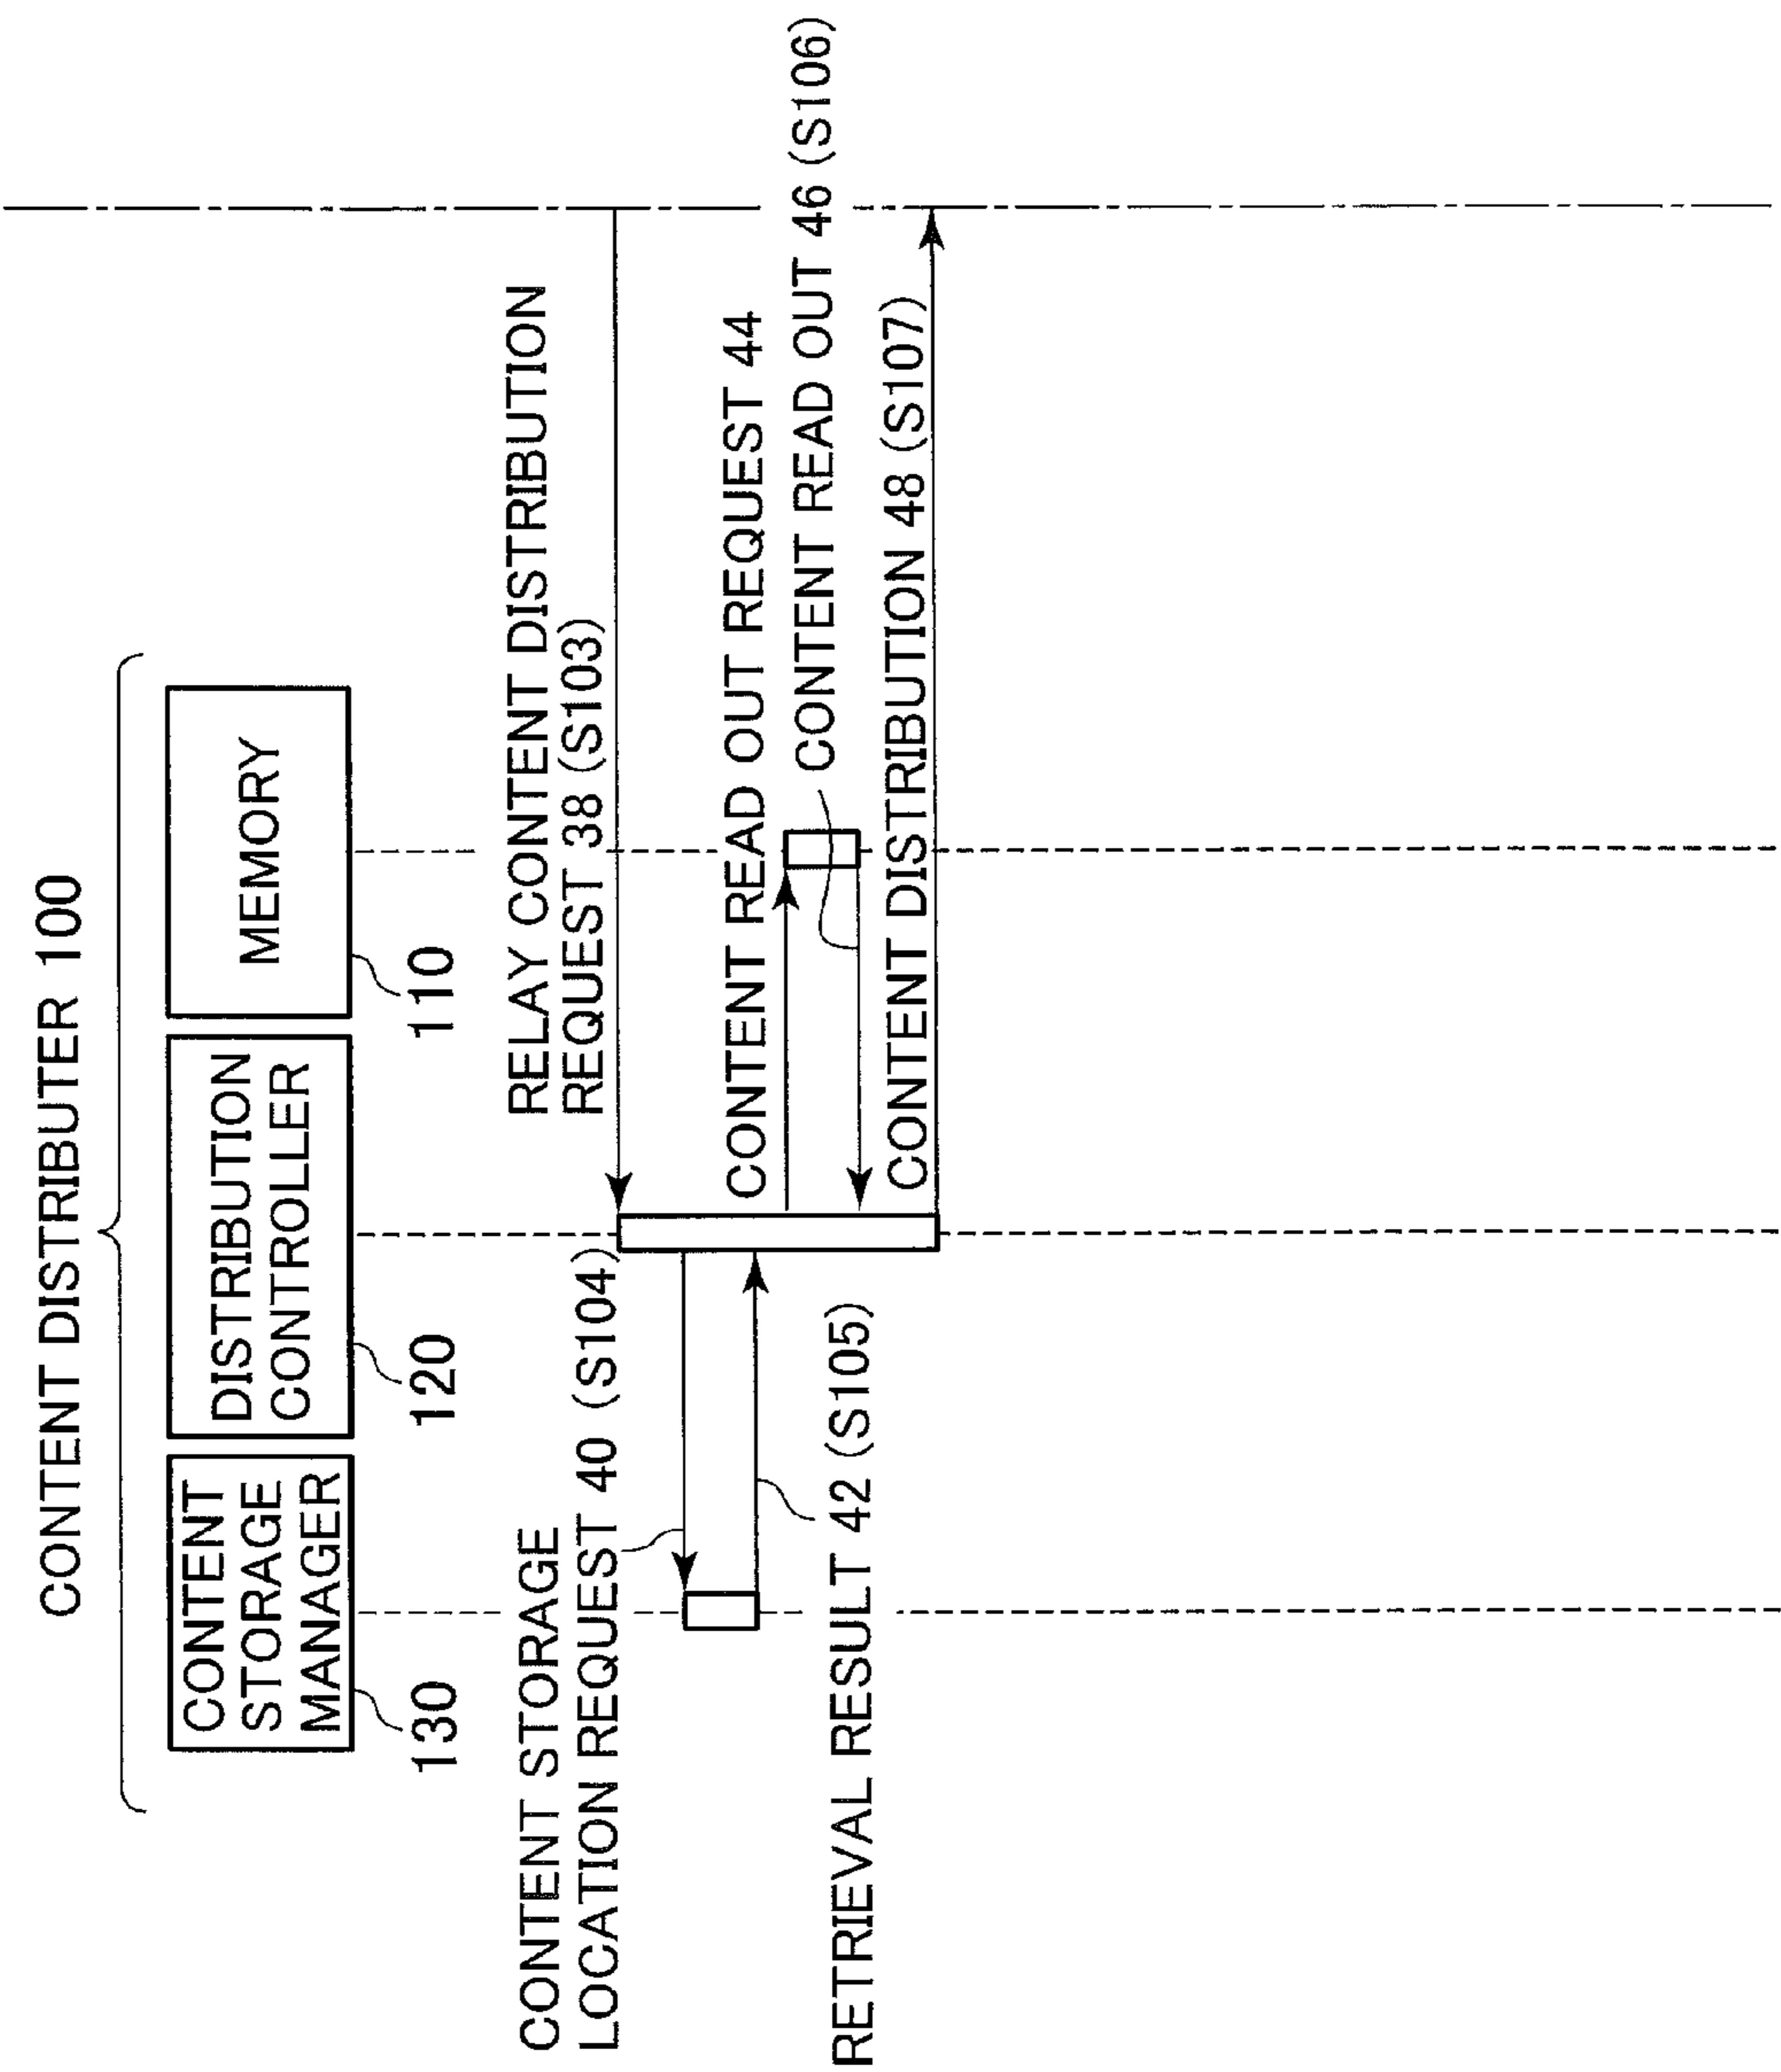 CONTENT DISTRIBUTER 100
CONTENT
STORAGE
MANAGER
130
DISTRIBUTION
CONTROLLER
120
MEMORY
110
RELAY CONTENT DISTRIBUTION
REQUEST 38 (S103)
CONTENT STORAGE
LOCATION REQUEST 40 (S104)
RETRIEVAL RESULT 42 (S105)
CONTENT READ OUT REQUEST 44
CONTENT READ OUT 46 (S106)
CONTENT DISTRIBUTION 48 (S107)